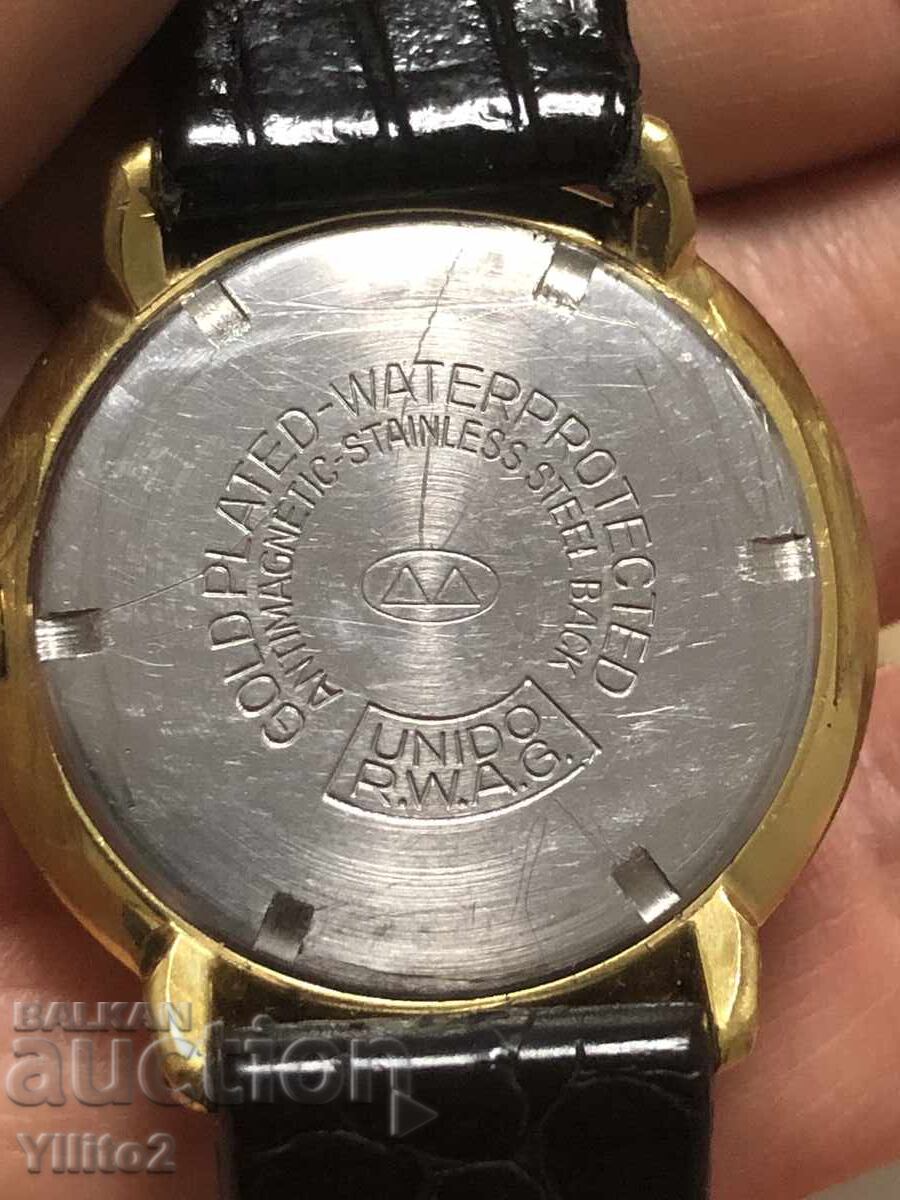 GOLD PLATED-WATERPROTECTED
ANTIMAGNETIC-STAINLESS STEEL BACK
UNIDO
R.W.A.G.
BALKAN
auction
Yllito2